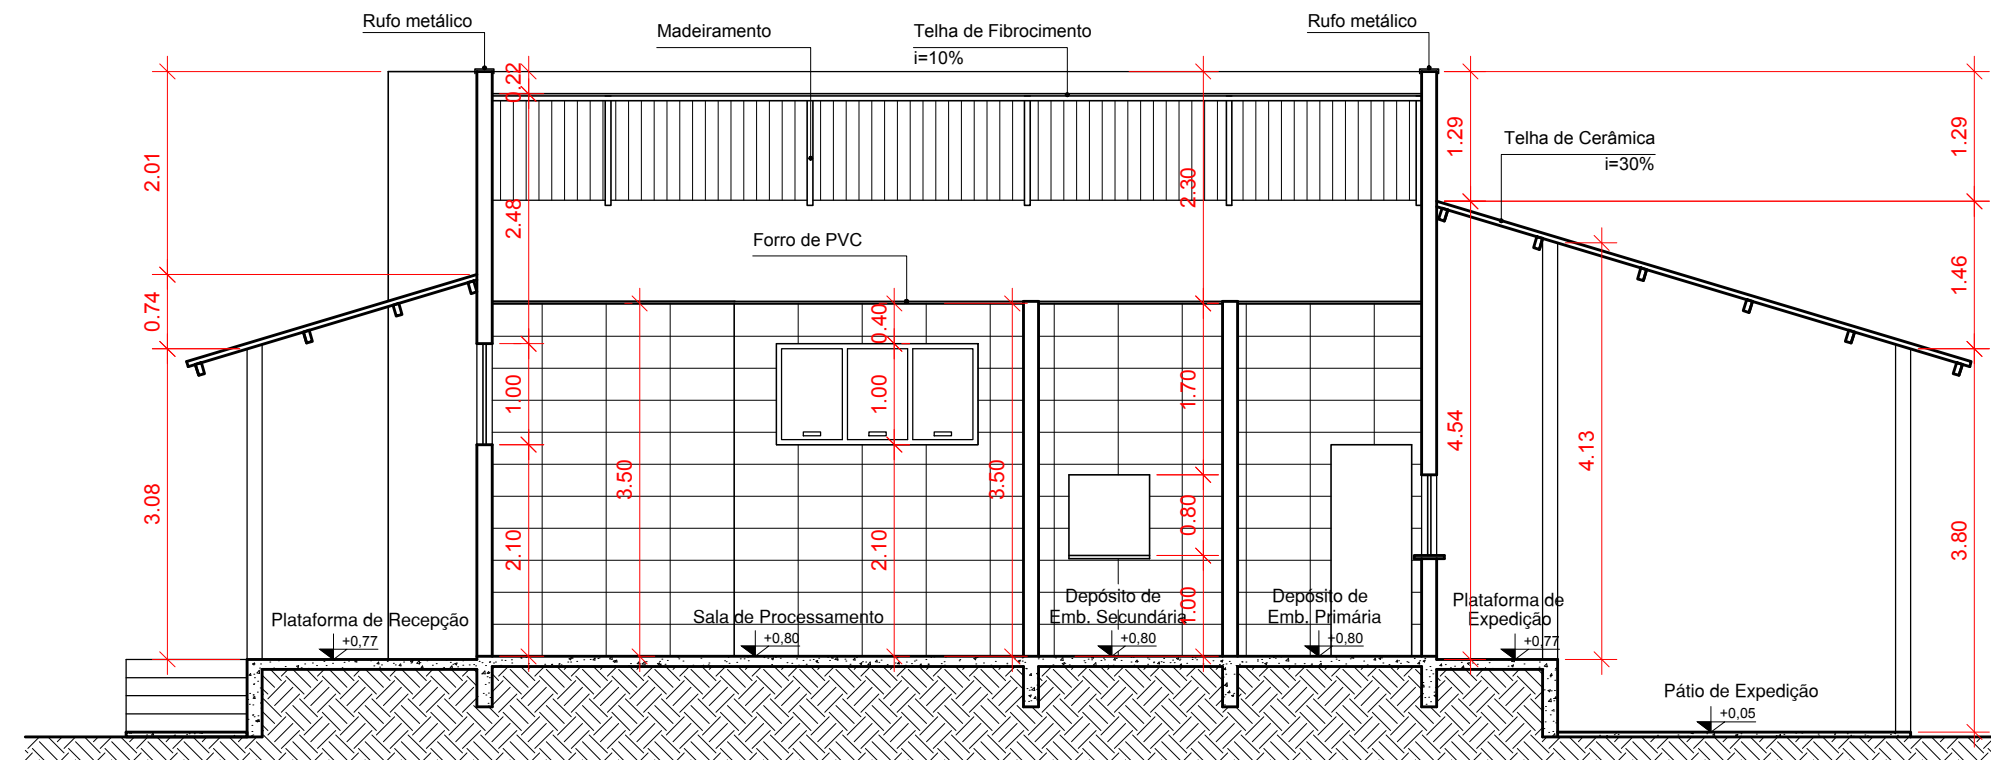 Rufo metálico
Madeiramento
Telha de Fibrocimento
i=10%
Rufo metálico
0,22
2.01
1.29
1.29
Telha de Cerâmica
i=30%
2.48
2.30
Forro de PVC
1.46
0.74
0.40
1.00
1.00
1.70
4.54
4.13
3.50
3.50
3.08
2.10
2.10
0.80
3.80
1.00
Plataforma de Recepção
+0,77
Sala de Processamento
+0,80
Depósito de
Emb. Secundária
+0,80
Depósito de
Emb. Primária
+0,80
Plataforma de
Expedição
+0,77
Pátio de Expedição
+0,05